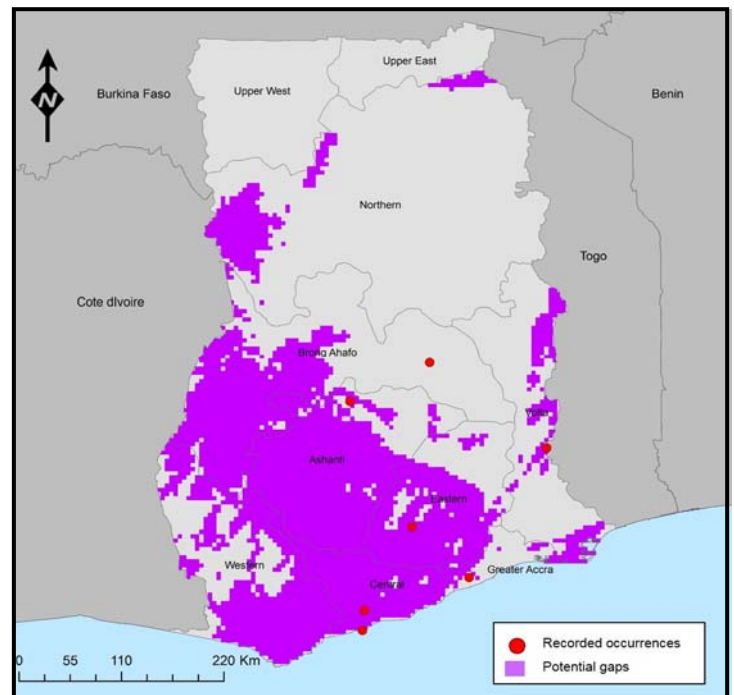 Upper East
Burkina Faso
Upper West
Benin
N
Northern
Togo
Cote dIvoire
Brong Ahafo
Volta
Ashanti
Eastern
Western
Greater Accra
Central
0 55 110 220 Km
Recorded occurrences
Potential gaps